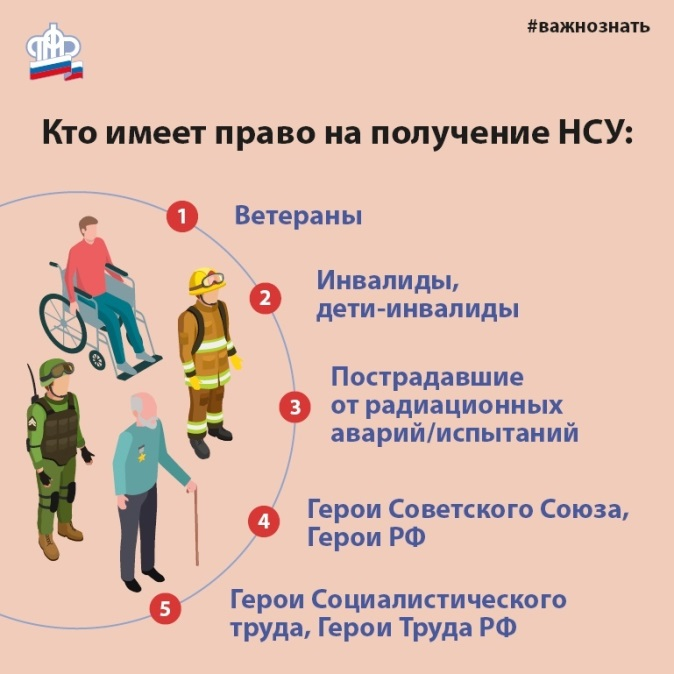 #важнознать
Кто имеет право на получение НСУ:
1
Ветераны
2
Инвалиды,
дети-инвалиды
3
Пострадавшие
от радиационных
аварий/испытаний
4
Герои Советского Союза,
Герои РФ
5
Герои Социалистического
труда, Герои Труда РФ